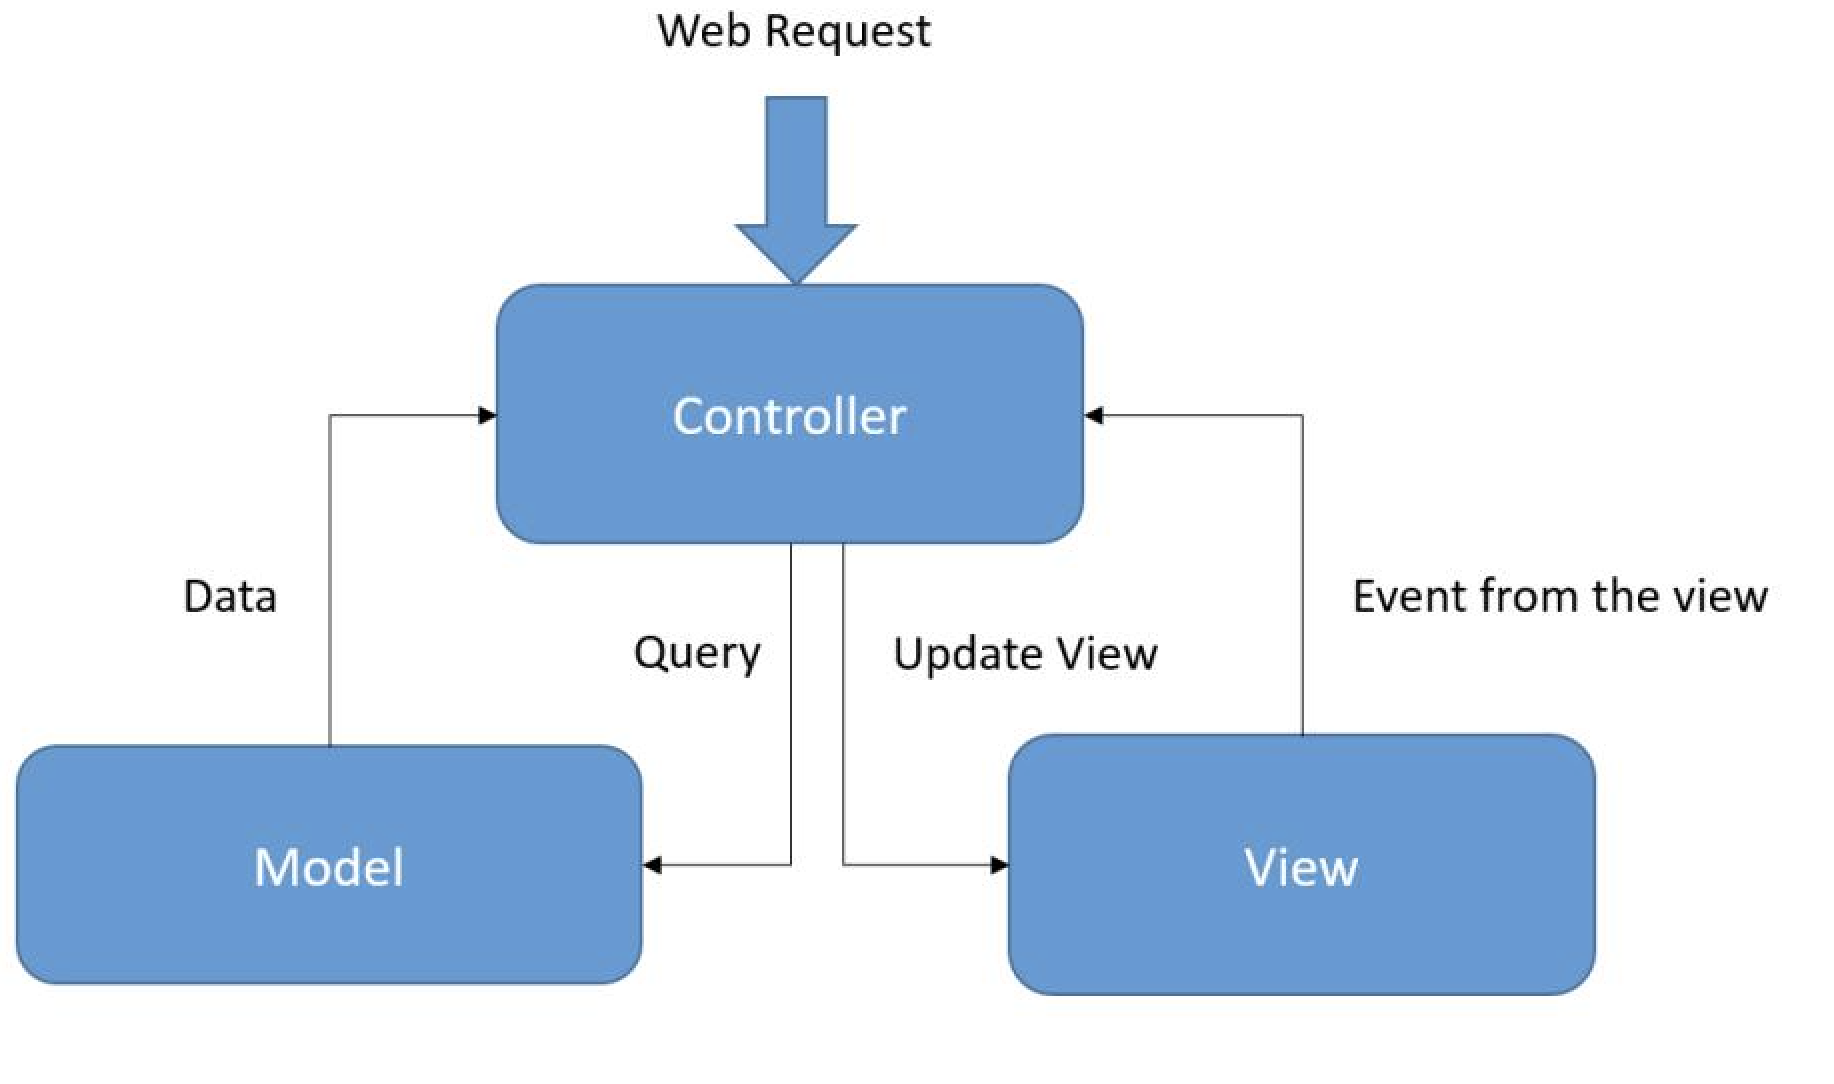 Web Request
Controller
Data
Event from the view
Query
Update View
Model
View